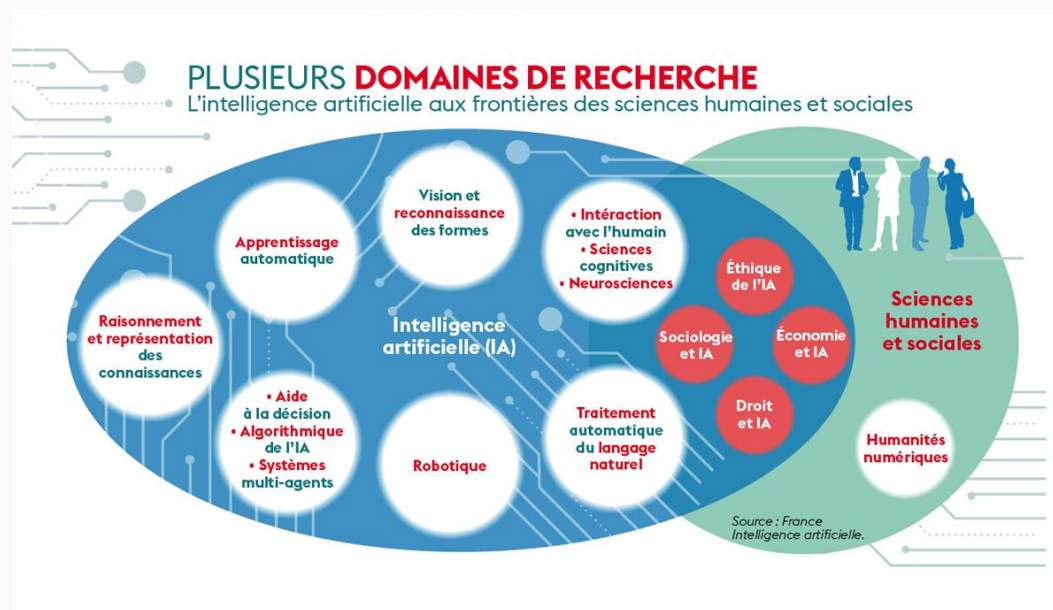 PLUSIEURS DOMAINES DE RECHERCHE
L'intelligence artificielle aux frontières des sciences humaines et sociales
Vision et
reconnaissance
des formes
Apprentissage
automatique
• Intéraction
avec l'humain
• Sciences
cognitives
• Neurosciences
Éthique
de l'IA
Raisonnement
et représentation
des
connaissances
Intelligence
artificielle (IA)
Sociologie
et IA
Économie
et IA
Sciences
humaines
et sociales
• Aide
à la décision
• Algorithmique
de l'IA
• Systèmes
multi-agents
Robotique
Traitement
automatique
du langage
naturel
Droit
et IA
Humanités
numériques
Source : France
Intelligence artificielle.